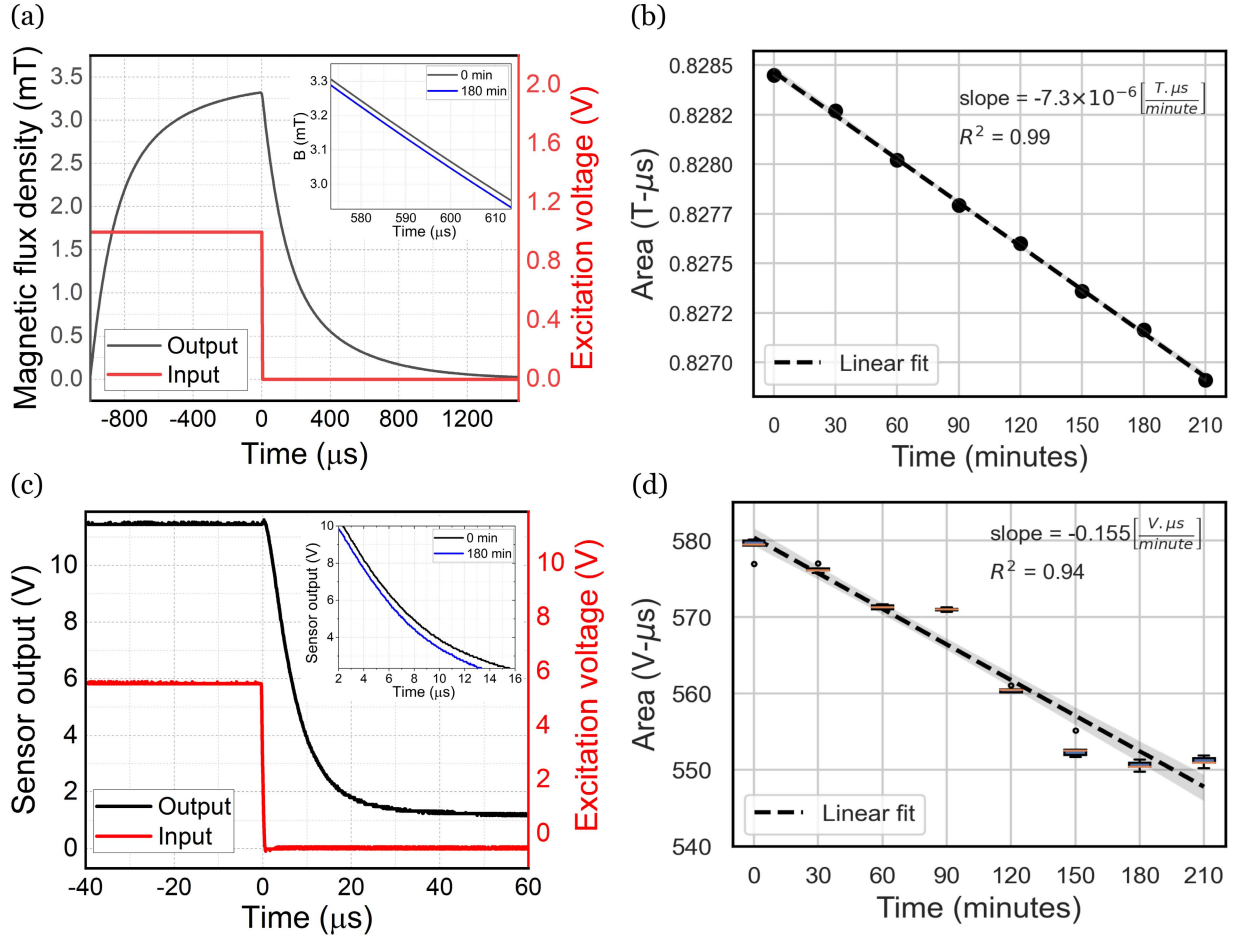 (a)
Magnetic flux density (mT)
3.5
3.0
2.5
2.0
1.5
1.0
0.5
0.0
-800
-400
0
400
800
1200
Time (μs)
2.0
1.6
1.2
0.8
0.4
0.0
Excitation voltage (V)
Output
Input
0 min
180 min
B (mT)
3.3
3.2
3.1
3.0
580
590
600
610
Time (μs)
(b)
Area (T-μs)
0.8285
0.8282
0.8280
0.8277
0.8275
0.8272
0.8270
0
30
60
90
120
150
180
210
Time (minutes)
slope = -7.3×10⁻⁶[T.μs/minute]
R² = 0.99
Linear fit
(c)
Sensor output (V)
11
9
8
6
5
3
2
0
-40
-20
0
20
40
60
Time (μs)
10
8
6
4
2
0
Excitation voltage (V)
Output
Input
0 min
180 min
Sensor output (V)
10
8
6
4
2
4
6
8
10
12
14
16
Time (μs)
(d)
Area (V-μs)
580
570
560
550
540
0
30
60
90
120
150
180
210
Time (minutes)
slope = -0.155[V.μs/minute]
R² = 0.94
Linear fit